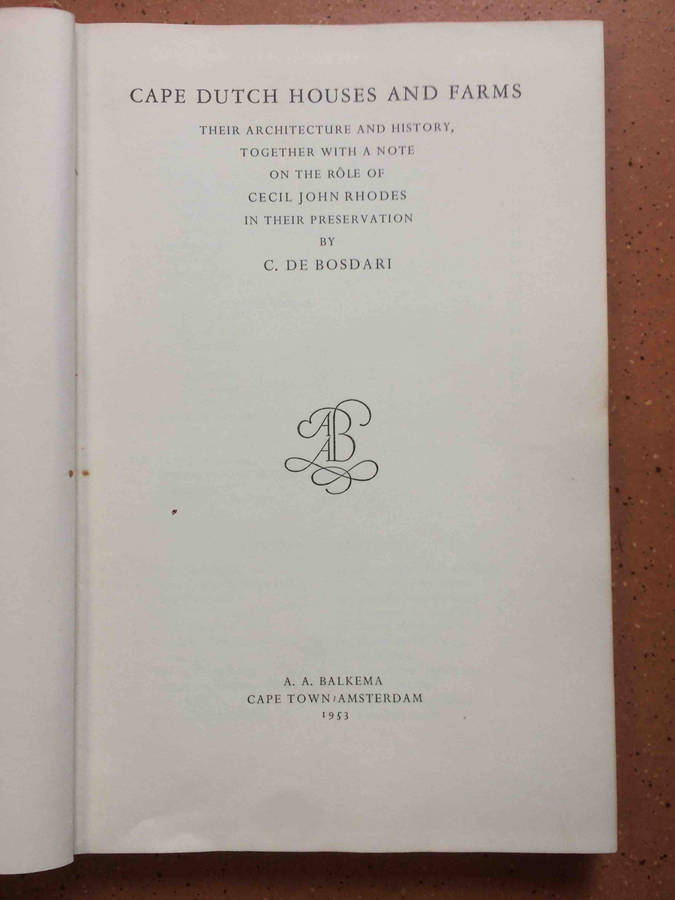 CAPE DUTCH HOUSES AND FARMS
THEIR ARCHITECTURE AND HISTORY,
TOGETHER WITH A NOTE
ON THE RÔLE OF
CECIL JOHN RHODES
IN THEIR PRESERVATION
BY
C. DE BOSDARI
AAB
A. A. BALKEMA
CAPE TOWN/AMSTERDAM
1953